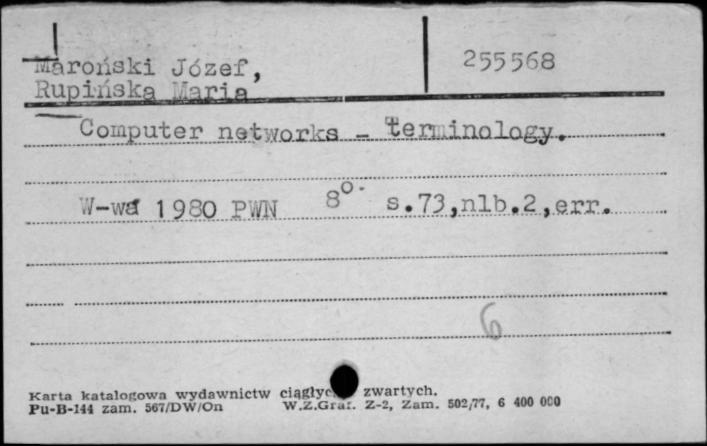 Maroński Józef, 255568
Rupińska Maria
Computer networks - terminology.
W-wa 1980 PWN 8° s.73,nlb.2,err.
6
Karta katalogowa wydawnictw zwartych.
Pu-B-144 zam. 567/DW/On W.Z.Graf. Z-2, Zam. 502/77, 6 400 000